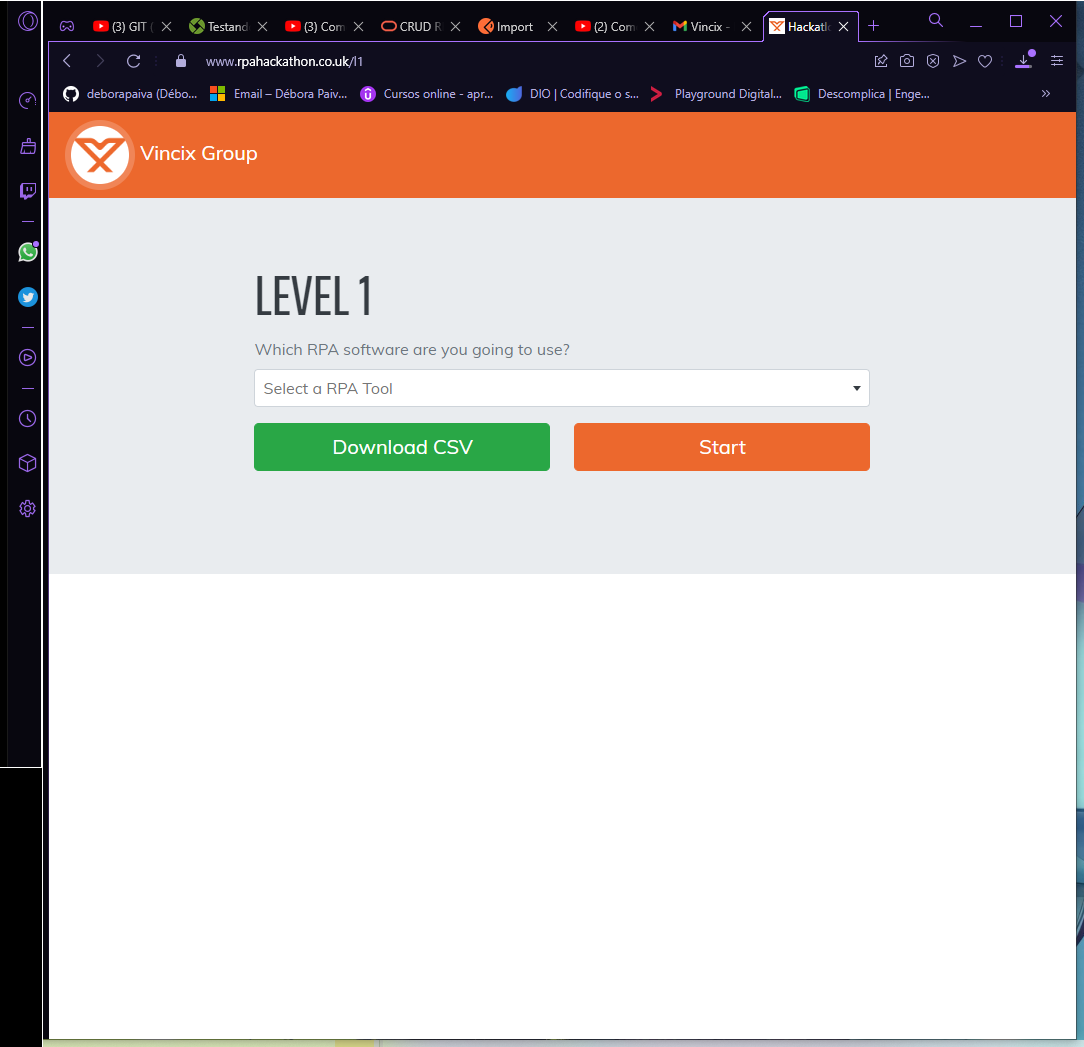 (3) GIT (
Testand
(3) Com
CRUD R
Import
(2) Com
Vincix -
Hackath
www.rpahackathon.co.uk/l1
deborapaiva (Débo...
Email – Débora Paiv...
Cursos online - apr...
DIO | Codifique o s...
Playground Digital...
Descomplica | Enge...
Vincix Group
LEVEL 1
Which RPA software are you going to use?
Select a RPA Tool
Download CSV
Start